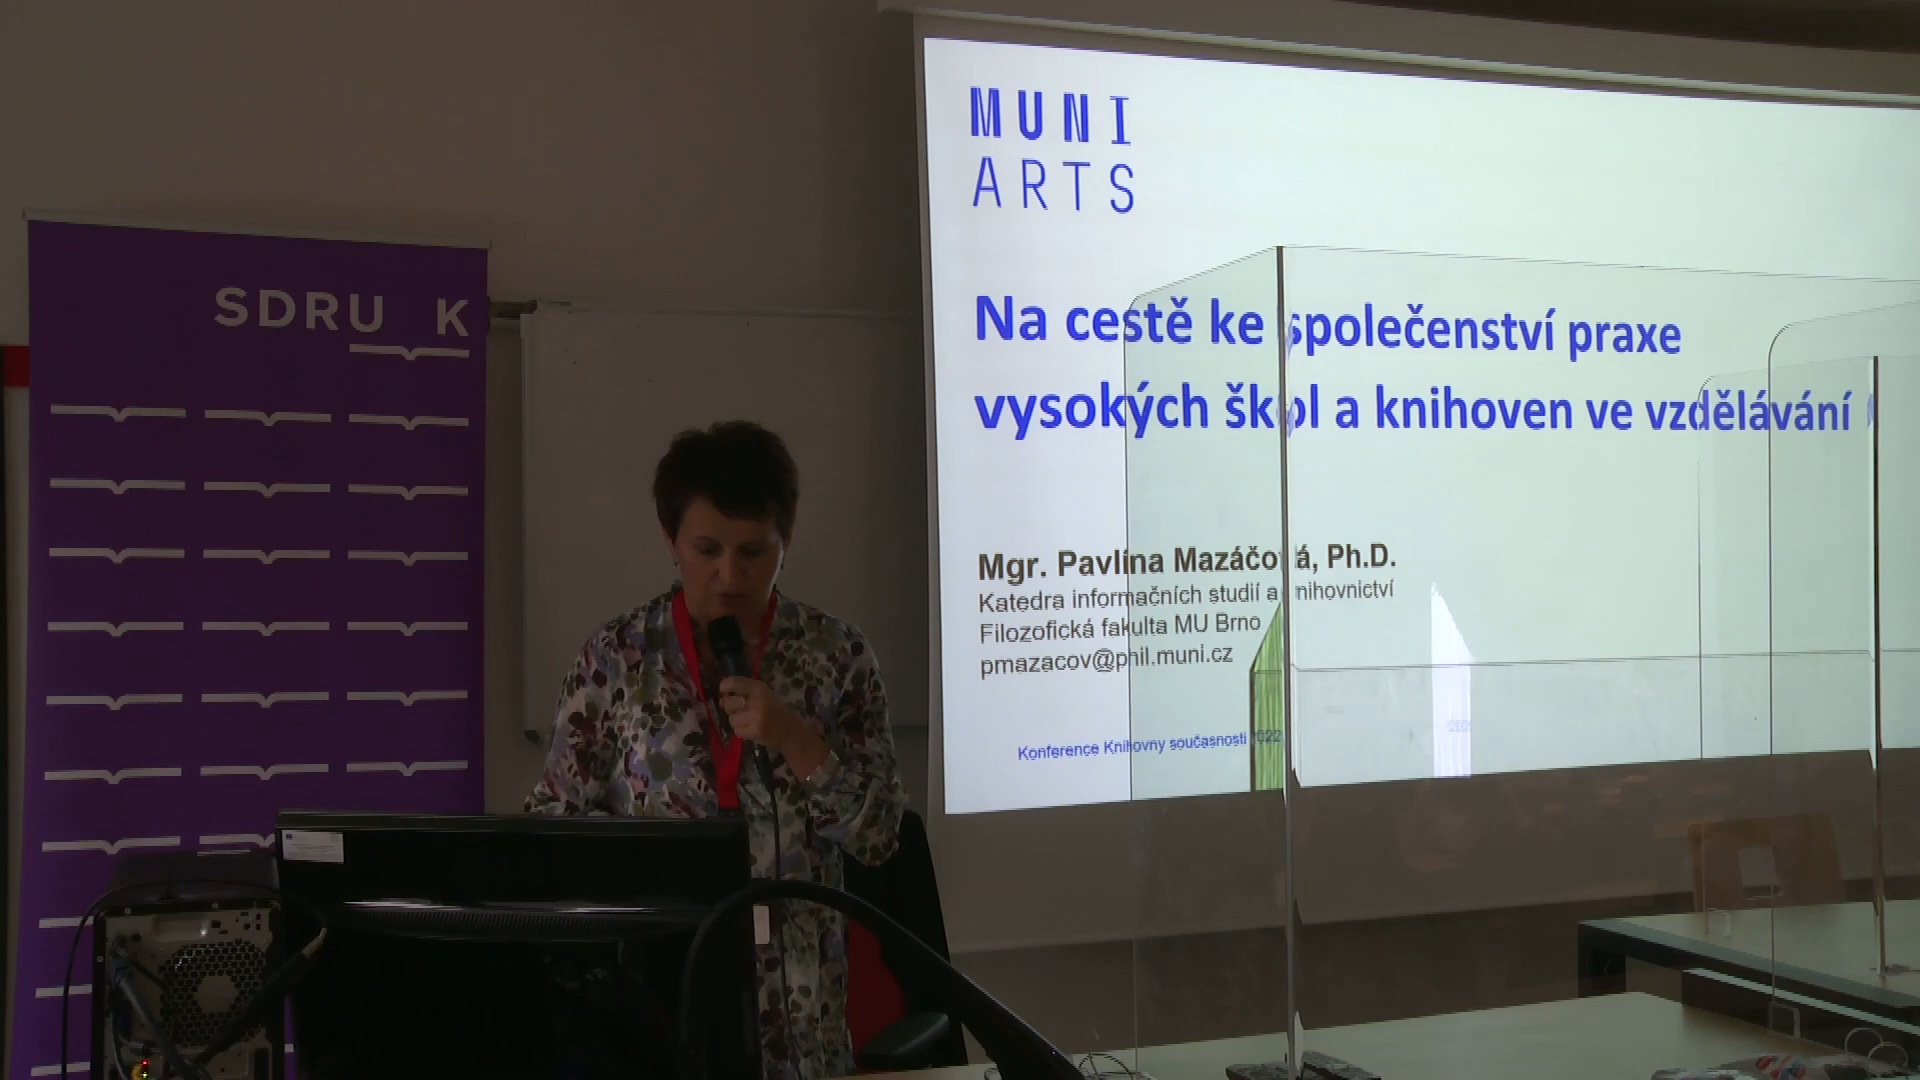 SDRUK
MUNI
ARTS
Na cestě ke společenství praxe
vysokých škol a knihoven ve vzdělávání
Mgr. Pavlína Mazáčová, Ph.D.
Katedra informačních studií a knihovnictví
Filozofická fakulta MU Brno
pmazacov@phil.muni.cz
Konference Knihovny současnosti 2022